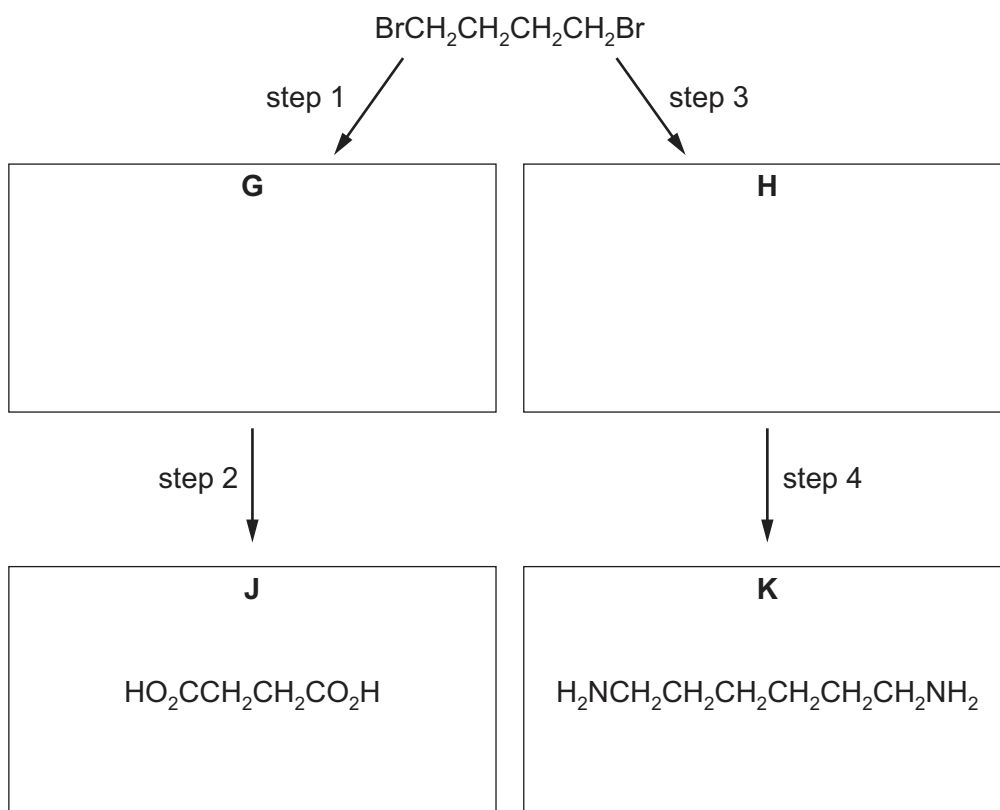 BrCH₂CH₂CH₂CH₂Br
step 1
step 3
G
H
step 2
step 4
J
K
HO₂CCH₂CH₂CO₂H
H₂NCH₂CH₂CH₂CH₂CH₂CH₂NH₂